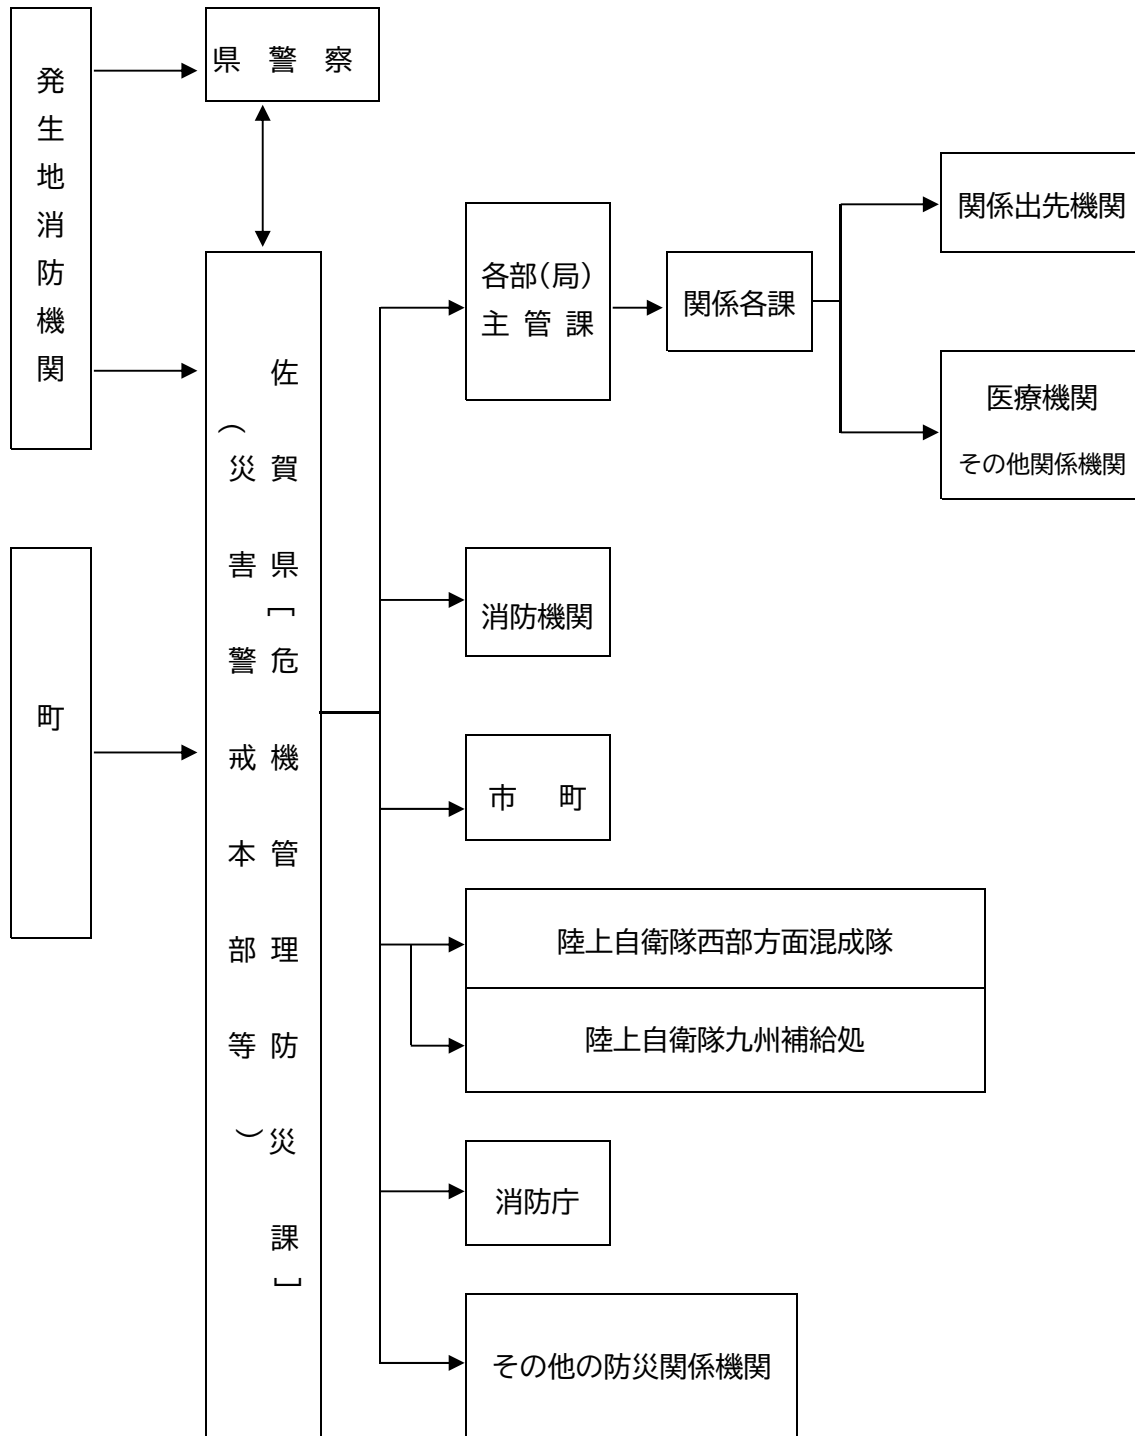 発生地消防機関
県　警　察
佐賀県［危機管理防災課］
（災害警戒本部等）
町
各部（局）
主 管 課
関係各課
関係出先機関
医療機関
その他関係機関
消防機関
市　町
陸上自衛隊西部方面混成隊
陸上自衛隊九州補給処
消防庁
その他の防災関係機関